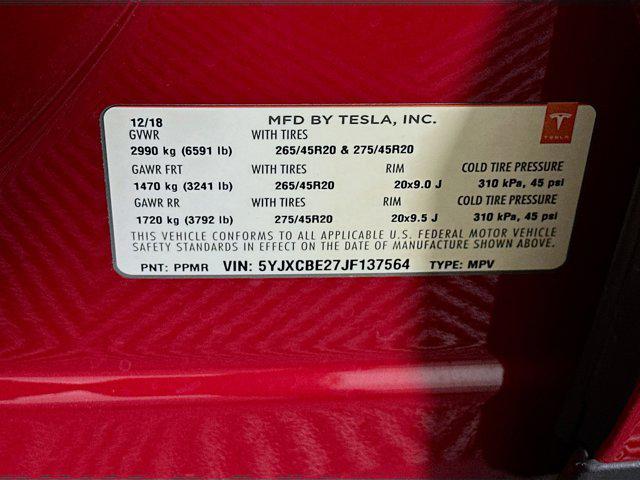 12/18 MFD BY TESLA, INC.
GVWR WITH TIRES
2990 kg (6591 lb) 265/45R20 & 275/45R20
GAWR FRT WITH TIRES RIM COLD TIRE PRESSURE
1470 kg (3241 lb) 265/45R20 20x9.0 J 310 kPa, 45 psi
GAWR RR WITH TIRES RIM COLD TIRE PRESSURE
1720 kg (3792 lb) 275/45R20 20x9.5 J 310 kPa, 45 psi
THIS VEHICLE CONFORMS TO ALL APPLICABLE U.S. FEDERAL MOTOR VEHICLE
SAFETY STANDARDS IN EFFECT ON THE DATE OF MANUFACTURE SHOWN ABOVE.
PNT: PPMR VIN: 5YJXCBE27JF137564 TYPE: MPV
TESLA